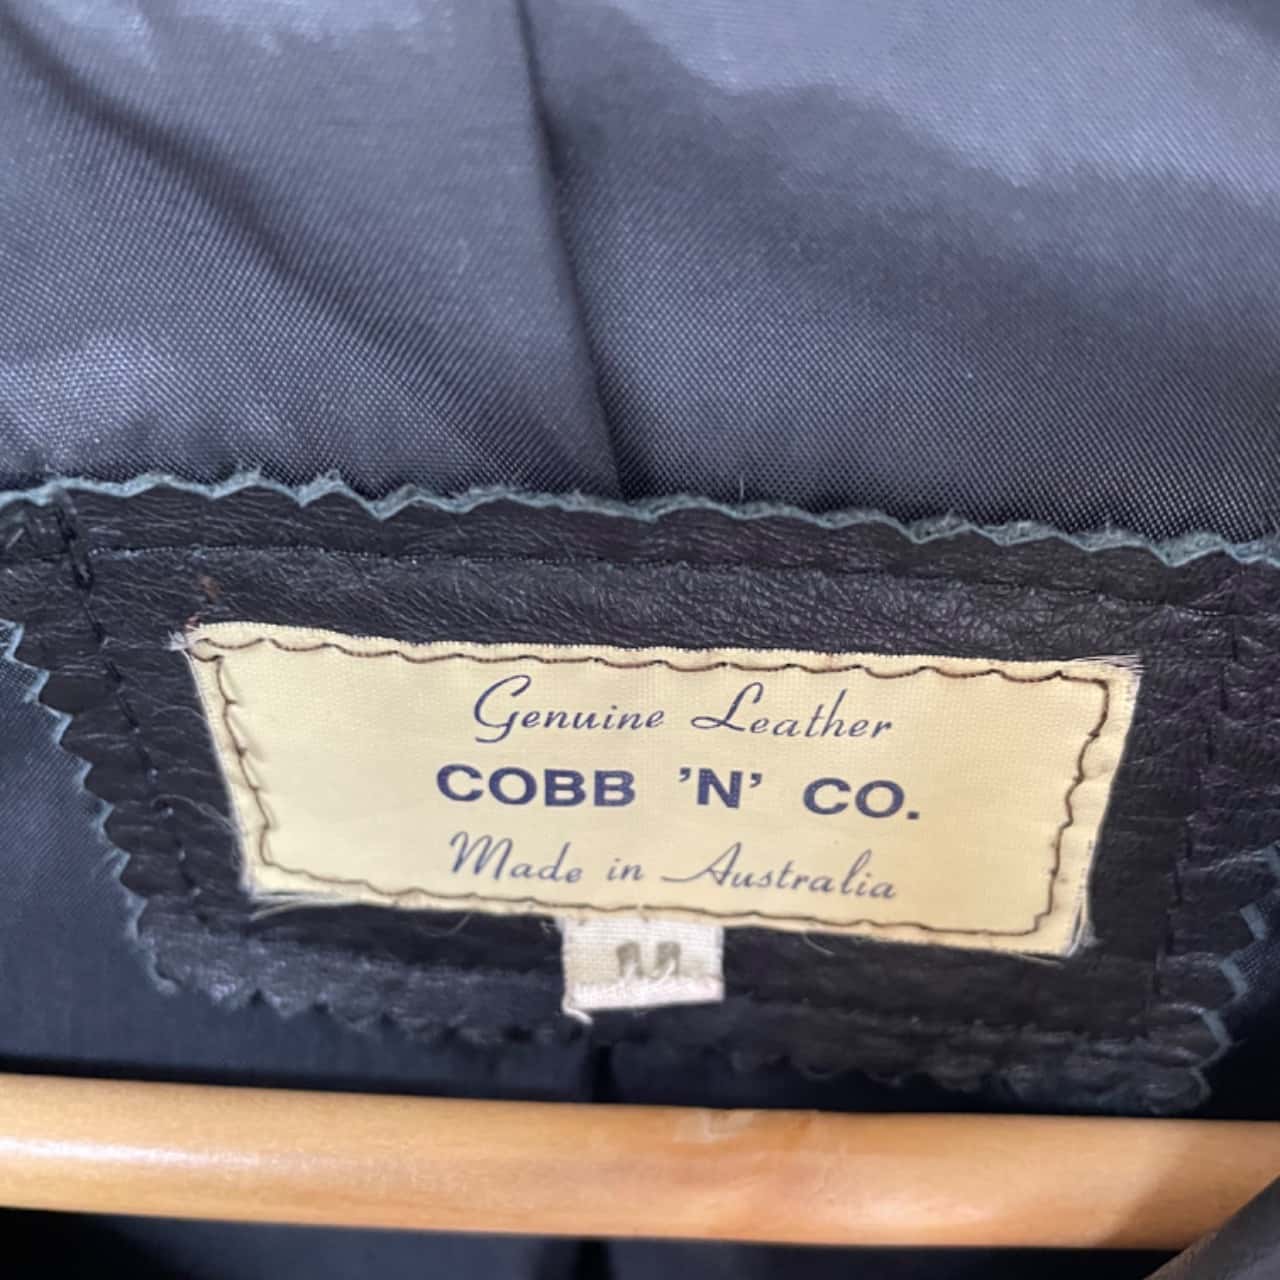 Genuine Leather
COBB 'N' CO.
Made in Australia